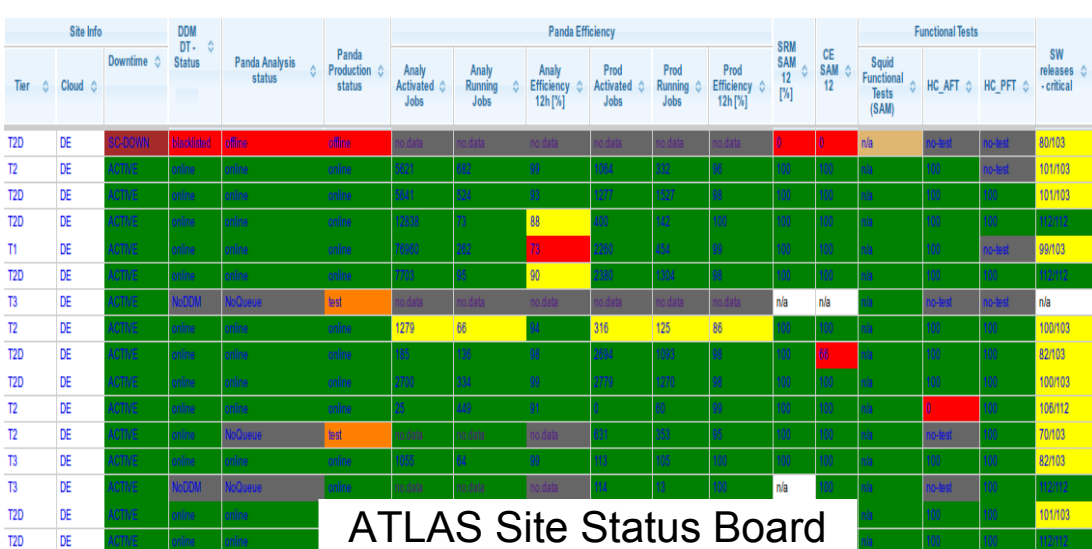 Site Info DDM DT - Status Panda Analysis status Panda Production status Panda Efficiency SRM SAM 12 [%] CE SAM 12 Functional Tests SW releases - critical
Tier Cloud Downtime Analy Activated Jobs Analy Running Jobs Analy Efficiency 12h [%] Prod Activated Jobs Prod Running Jobs Prod Efficiency 12h [%] Squid Functional Tests (SAM) HC_AFT HC_PFT
T2D DE SC-DOWN blacklisted offline offline no.data no.data no.data no.data no.data no.data 0 0 n/a no-test no-test 80/103
T2 DE ACTIVE online online online 5621 682 99 1064 332 96 100 100 n/a 100 no-test 101/103
T2D DE ACTIVE online online online 5641 524 93 1277 1527 98 100 100 n/a 100 100 101/103
T2D DE ACTIVE online online online 12838 73 88 400 142 100 100 100 n/a 100 100 112/112
T1 DE ACTIVE online online online 76960 262 73 2260 454 99 100 100 n/a 100 no-test 99/103
T2D DE ACTIVE online online online 7703 95 90 2380 1304 98 100 100 n/a 100 100 112/112
T3 DE ACTIVE NoDDM NoQueue test no.data no.data no.data no.data no.data no.data n/a n/a n/a no-test no-test n/a
T2 DE ACTIVE online online online 1279 66 94 316 125 86 100 100 n/a 100 100 100/103
T2D DE ACTIVE online online online 185 136 98 2694 1093 98 100 66 n/a 100 100 82/103
T2D DE ACTIVE online online online 2700 334 99 2779 1270 98 100 100 n/a 100 100 100/103
T2 DE ACTIVE online online online 25 449 91 0 60 99 100 100 n/a 0 100 106/112
T2 DE ACTIVE online NoQueue test no.data no.data no.data 631 353 95 100 100 n/a no-test 100 70/103
T3 DE ACTIVE online online online 1055 64 99 113 105 100 100 100 n/a 100 100 82/103
T3 DE ACTIVE NoDDM NoQueue online no.data no.data no.data 114 13 100 n/a 100 n/a no-test 100 112/112
T2D DE ACTIVE online online n/a 100 100 101/103
T2D DE ACTIVE online online n/a 100 100 112/112
ATLAS Site Status Board